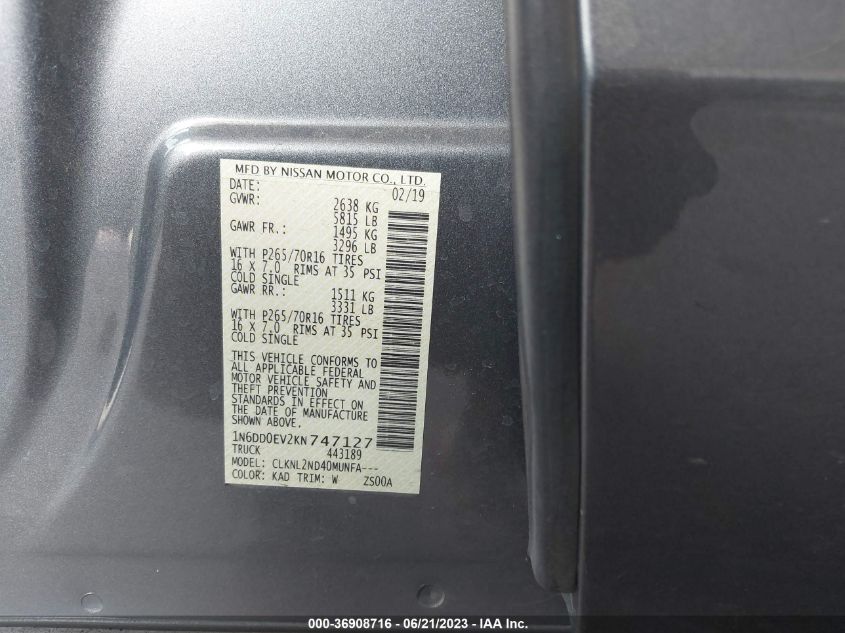 MFD BY NISSAN MOTOR CO., LTD.
DATE: 02/19
GVWR: 2638 KG
5815 LB
GAWR FR.: 1495 KG
3296 LB
WITH P265/70R16 TIRES
16 X 7.0 RIMS AT 35 PSI
COLD SINGLE
GAWR RR.: 1511 KG
3331 LB
WITH P265/70R16 TIRES
16 X 7.0 RIMS AT 35 PSI
COLD SINGLE
THIS VEHICLE CONFORMS TO
ALL APPLICABLE FEDERAL
MOTOR VEHICLE SAFETY AND
THEFT PREVENTION
STANDARDS IN EFFECT ON
THE DATE OF MANUFACTURE
SHOWN ABOVE.
1N6DD0EV2KN747127
TRUCK 443189
MODEL: CLKNL2ND40MUNFA---
COLOR: KAD TRIM: W ZS00A
000-36908716 - 06/21/2023 - IAA Inc.